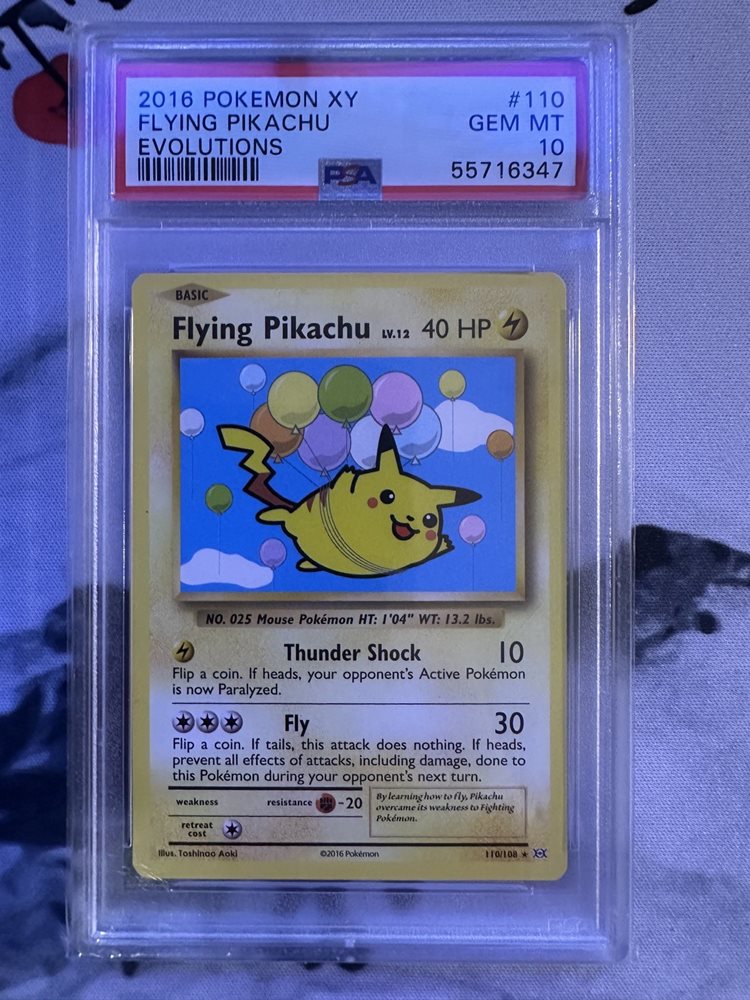 2016 POKEMON XY #110
FLYING PIKACHU GEM MT
EVOLUTIONS 10
PSA 55716347
BASIC
Flying Pikachu LV.12 40 HP
NO. 025 Mouse Pokémon HT: 1'04" WT: 13.2 lbs.
Thunder Shock 10
Flip a coin. If heads, your opponent's Active Pokémon
is now Paralyzed.
Fly 30
Flip a coin. If tails, this attack does nothing. If heads,
prevent all effects of attacks, including damage, done to
this Pokémon during your opponent's next turn.
weakness resistance -20
retreat
cost
By learning how to fly, Pikachu
overcame its weakness to Fighting
Pokémon.
Illus. Toshinao Aoki ©2016 Pokémon 110/108 ★